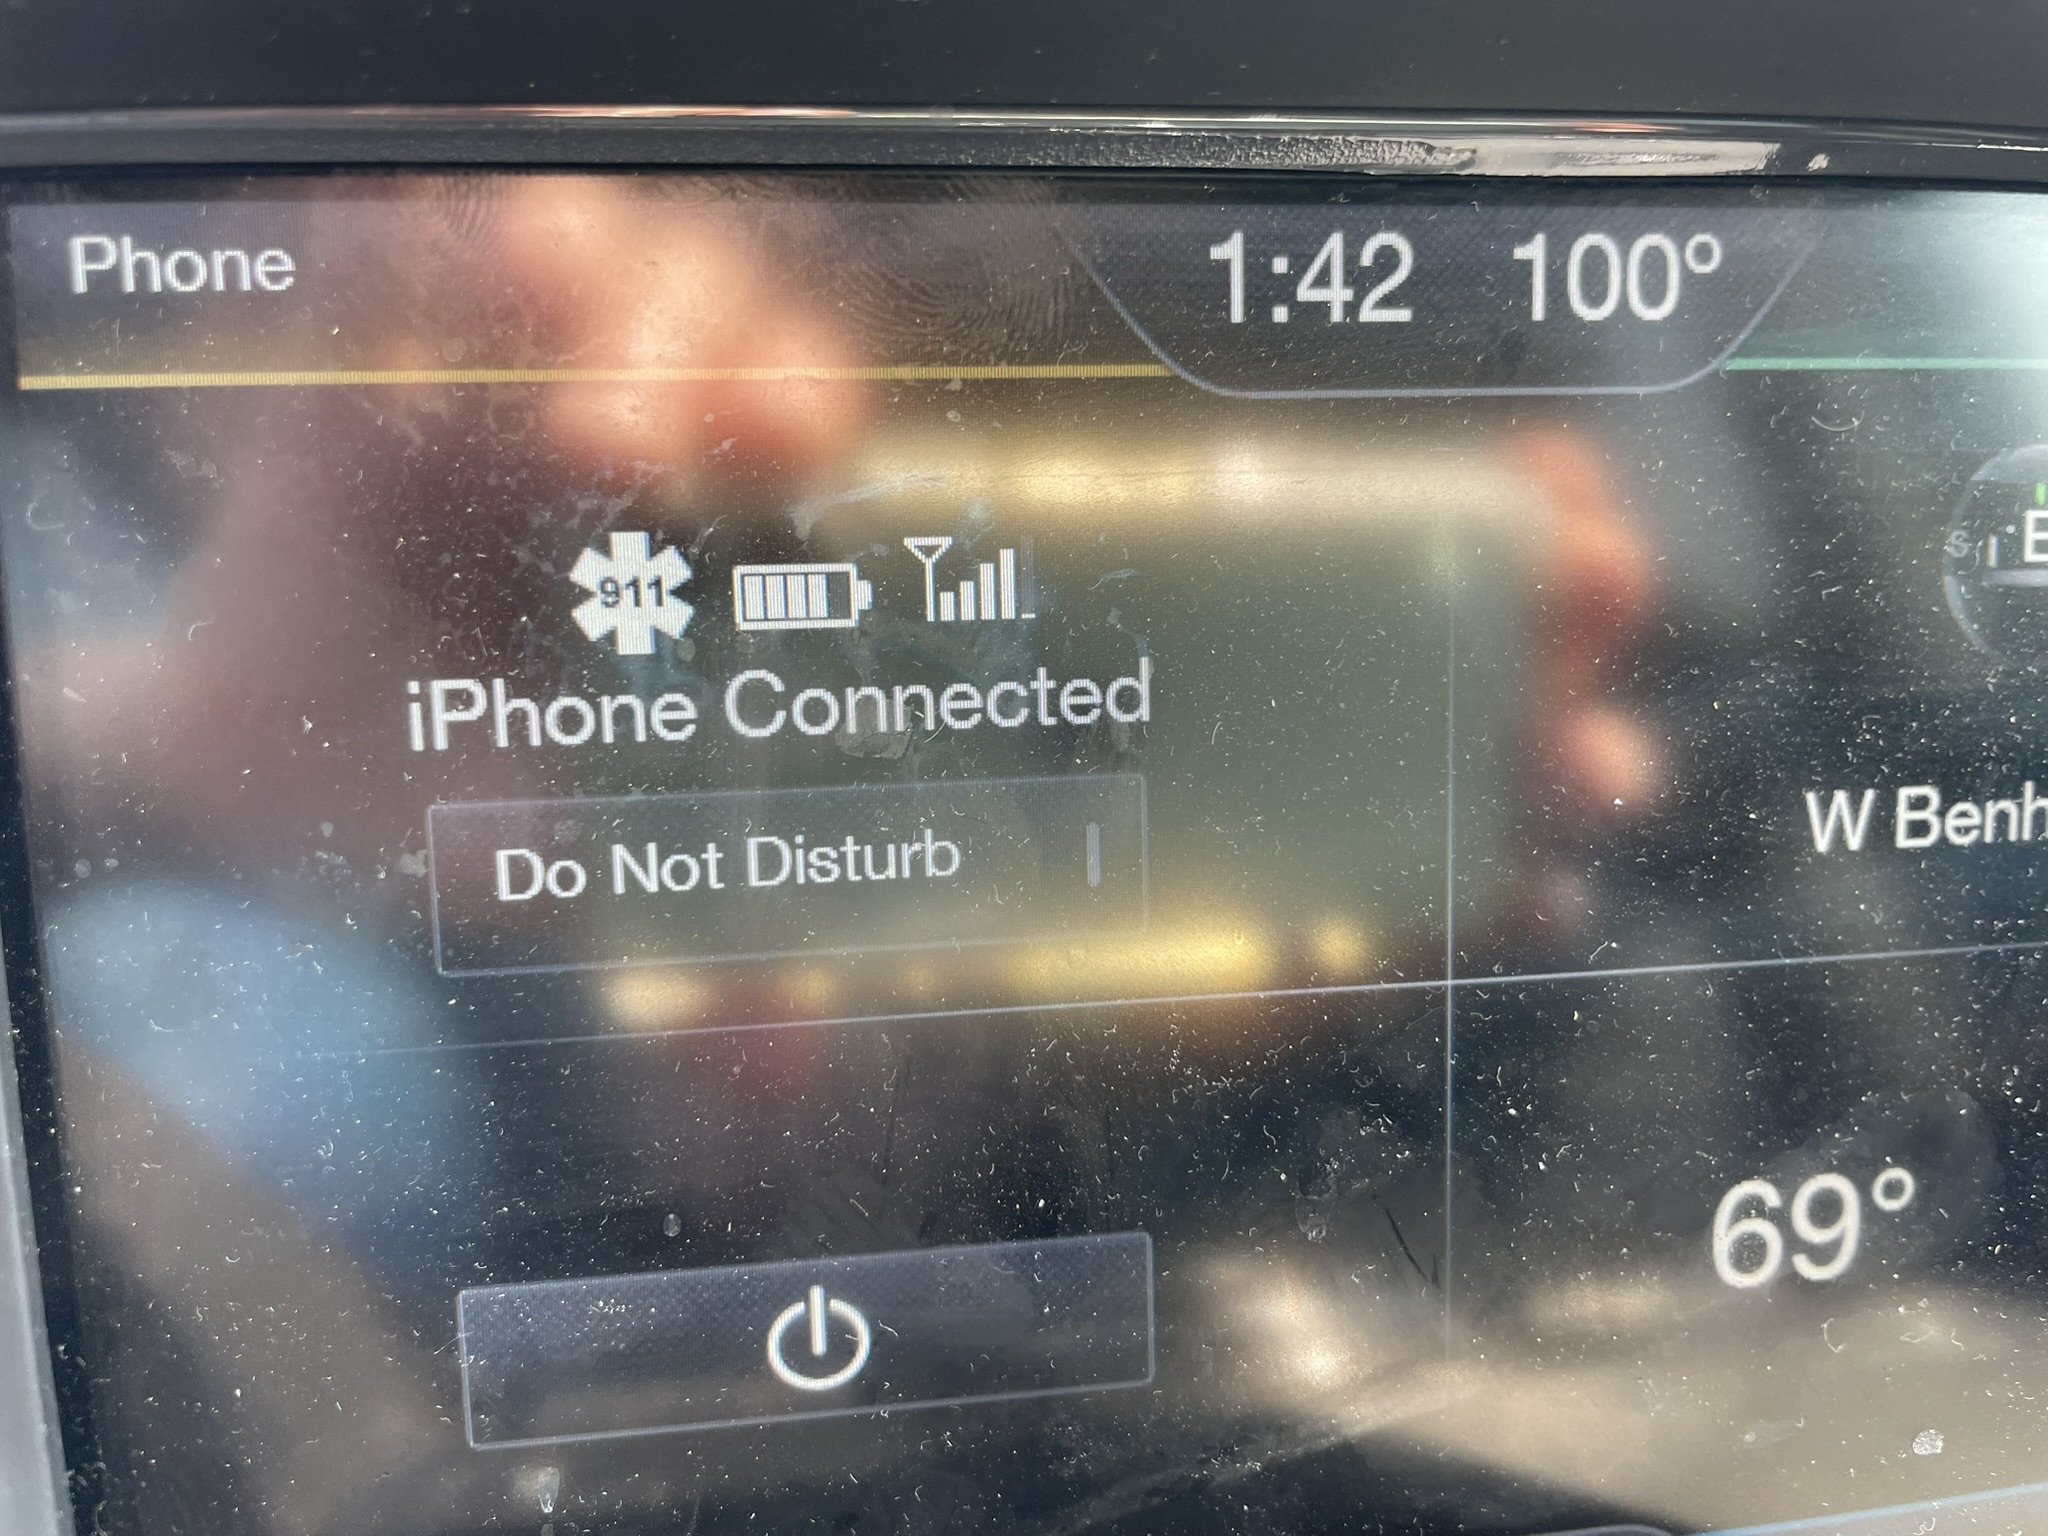 Phone
1:42 100°
911
iPhone Connected
Do Not Disturb
W Benh
69°